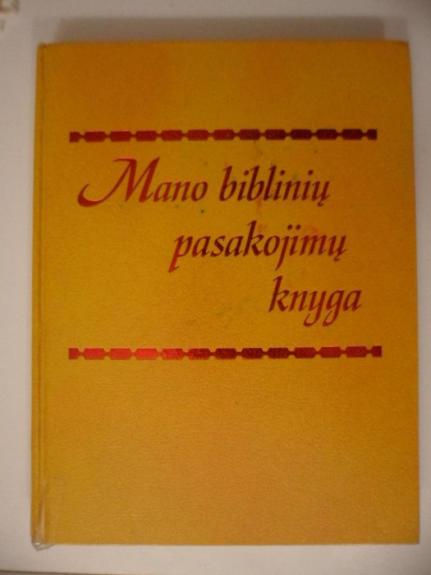 Mano biblinių
pasakojimų
knyga